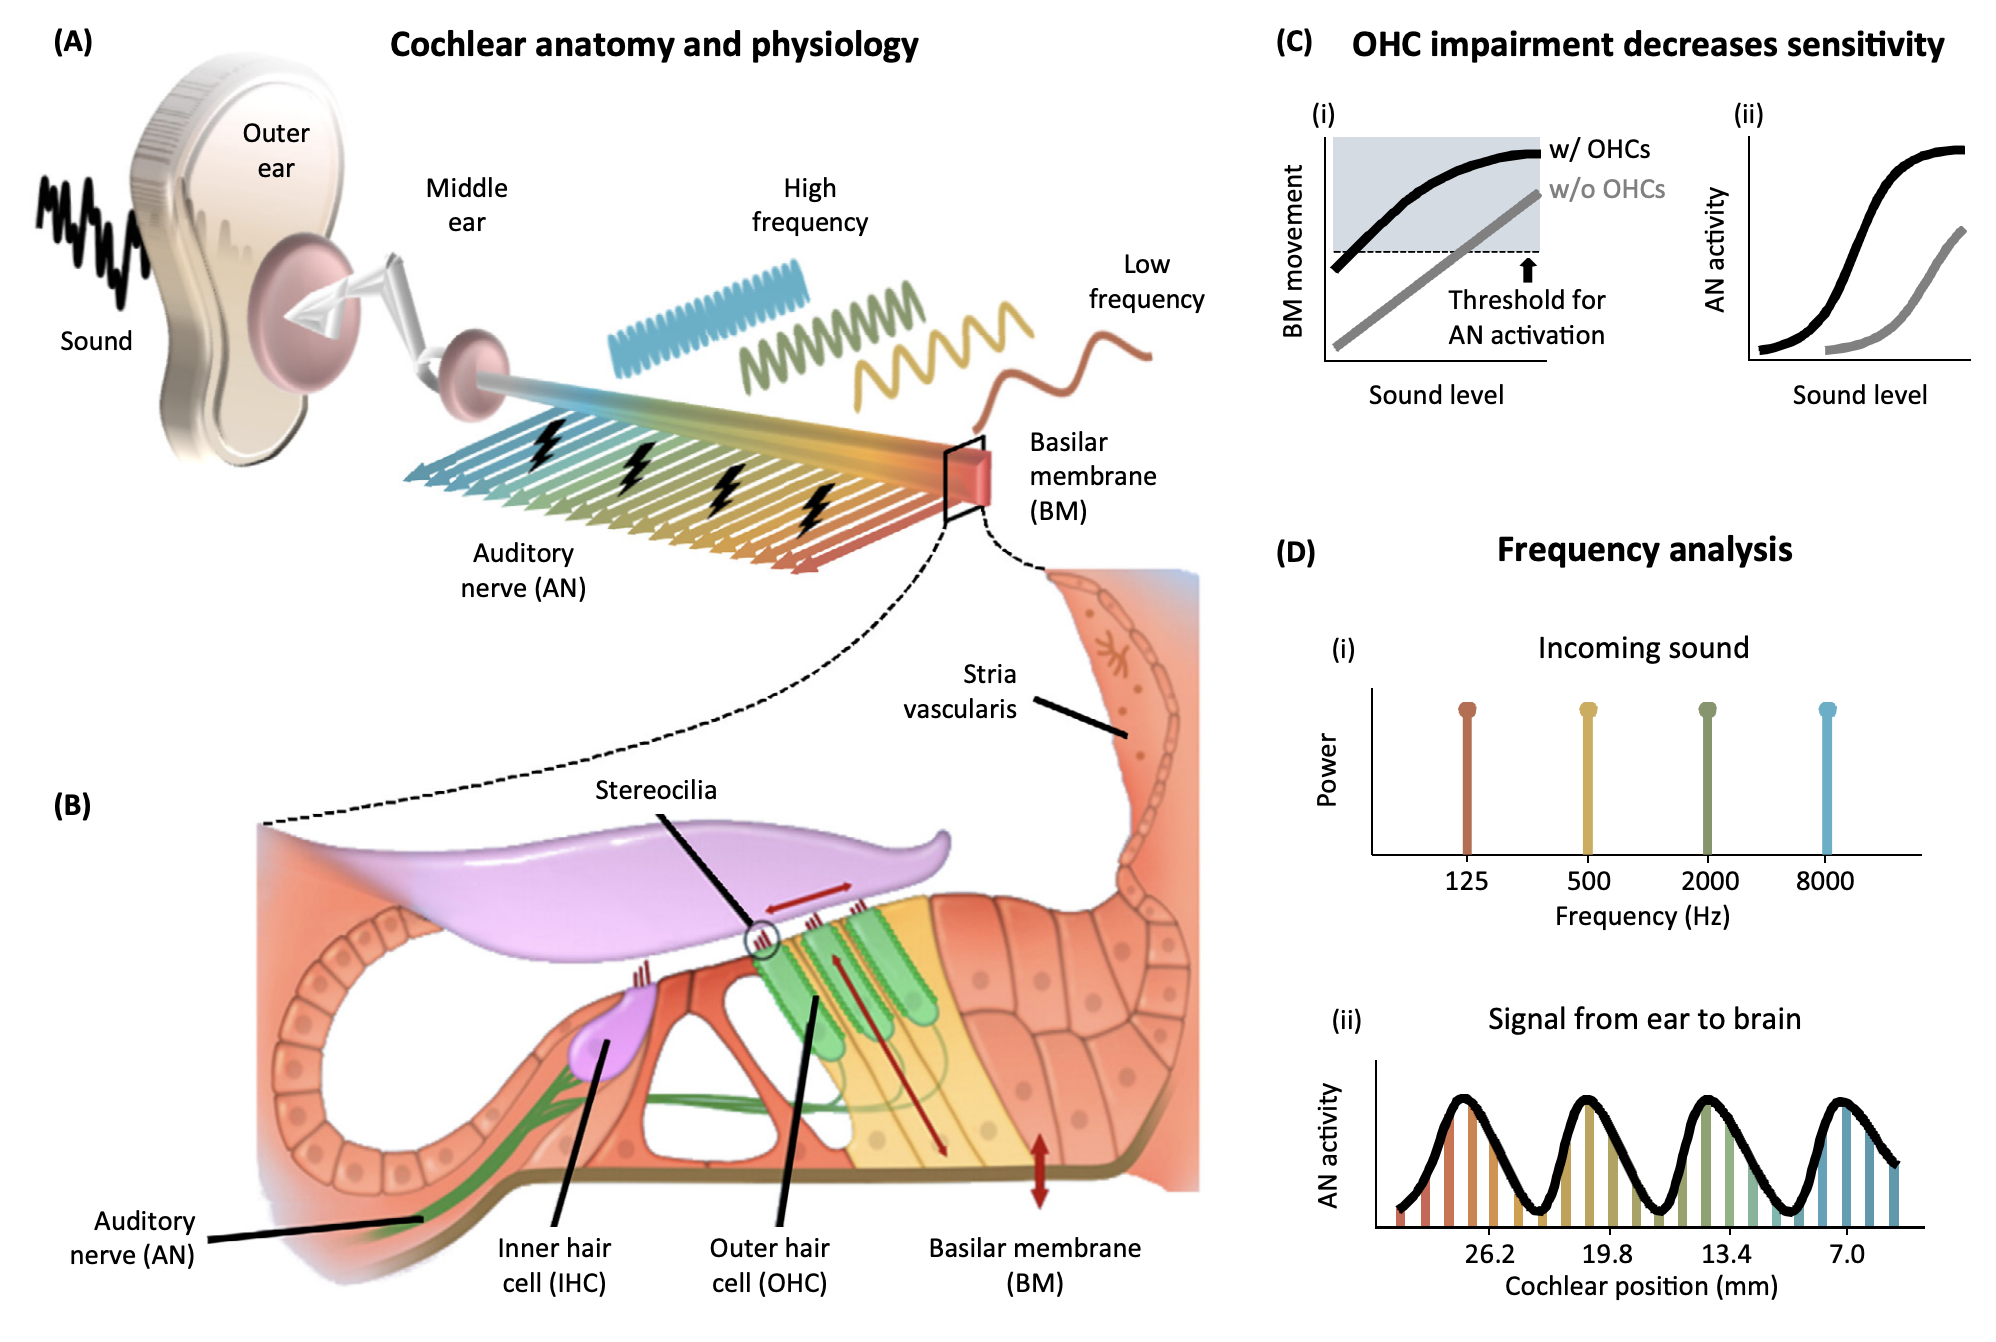 (A)
Cochlear anatomy and physiology
Outer
ear
Middle
ear
High
frequency
Low
frequency
Sound
Basilar
membrane
(BM)
Auditory
nerve (AN)
(B)
Stria
vascularis
Stereocilia
Auditory
nerve (AN)
Inner hair
cell (IHC)
Outer hair
cell (OHC)
Basilar membrane
(BM)
(C)
OHC impairment decreases sensitivity
(i)
BM movement
w/ OHCs
w/o OHCs
Threshold for
AN activation
Sound level
(ii)
AN activity
Sound level
(D)
Frequency analysis
(i)
Incoming sound
Power
125 500 2000 8000
Frequency (Hz)
(ii)
Signal from ear to brain
AN activity
26.2 19.8 13.4 7.0
Cochlear position (mm)